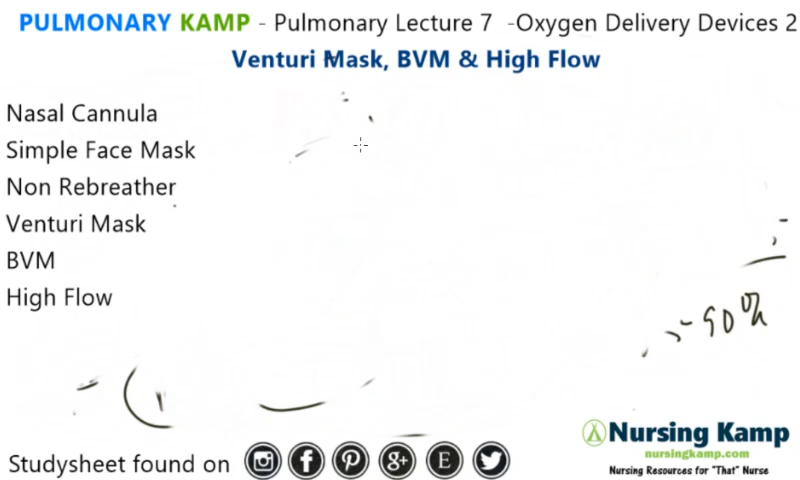 PULMONARY KAMP - Pulmonary Lecture 7 -Oxygen Delivery Devices 2
Venturi Mask, BVM & High Flow
Nasal Cannula
Simple Face Mask
Non Rebreather
Venturi Mask
BVM
High Flow
90%
Nursing Kamp
nursingkamp.com
Nursing Resources for "That" Nurse
Studysheet found on